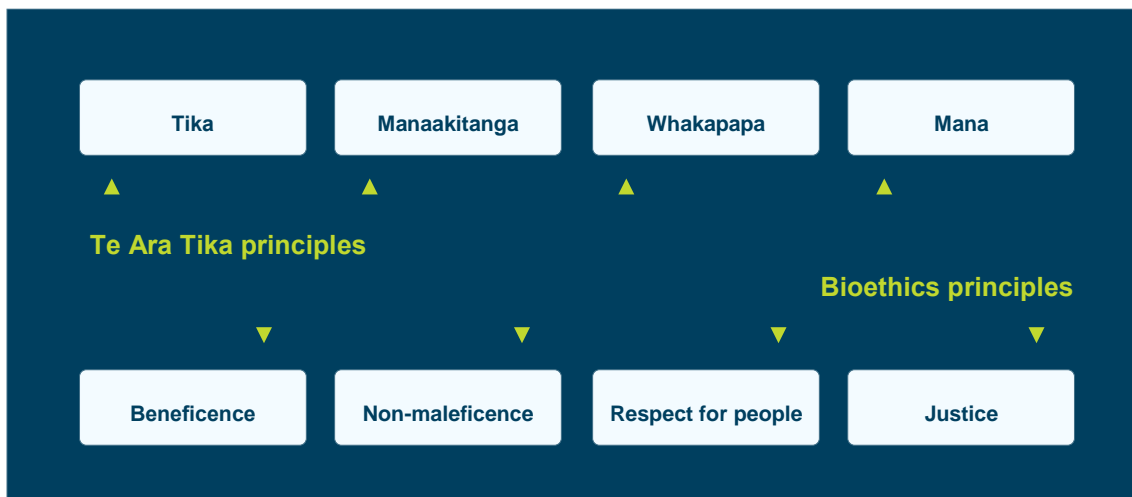 Tika
Manaakitanga
Whakapapa
Mana
Te Ara Tika principles
Bioethics principles
Beneficence
Non-maleficence
Respect for people
Justice